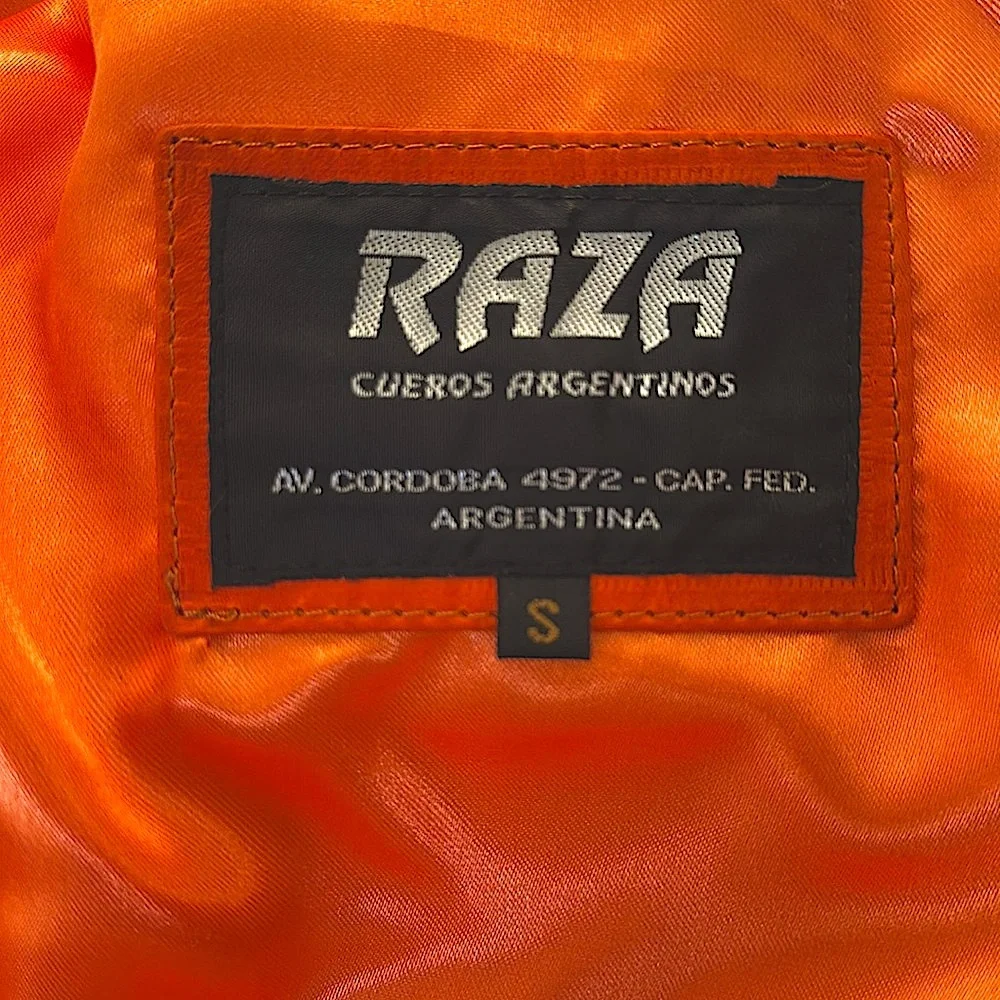 RAZA
CUEROS ARGENTINOS
AV. CORDOBA 4972 - CAP. FED.
ARGENTINA
S